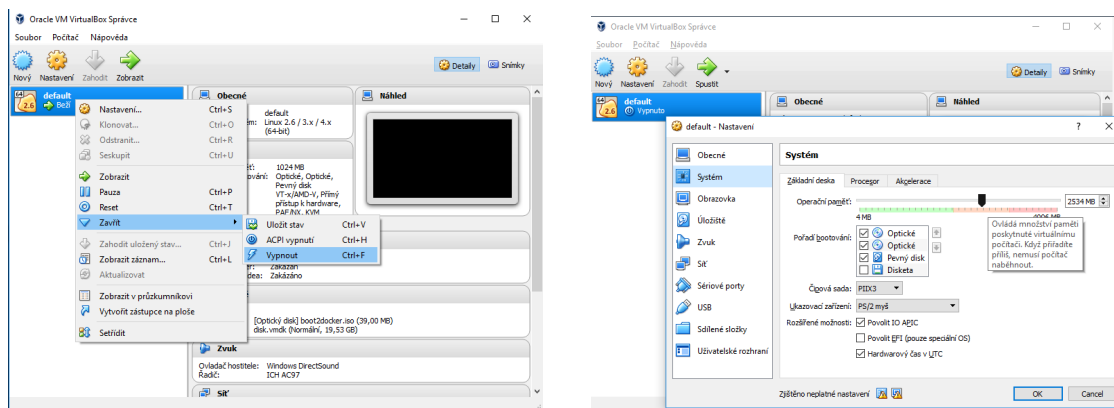 Oracle VM VirtualBox Správce
Soubor Počítač Nápověda
Nový Nastavení Zahodit Zobrazit
Detaily Snímky
64
2.6
default
Běží
Nastavení... Ctrl+S
Klonovat... Ctrl+O
Odstranit... Ctrl+R
Seskupit Ctrl+U
Zobrazit
Pauza Ctrl+P
Reset Ctrl+T
Zavřít
Zahodit uložený stav... Ctrl+J
Zobrazit záznam... Ctrl+L
Aktualizovat
Zobrazit v průzkumníkovi
Vytvořit zástupce na ploše
Setřídit
Uložit stav Ctrl+V
ACPI vypnutí Ctrl+H
Vypnout Ctrl+F
Obecné
default
Linux 2.6 / 3.x / 4.x
(64-bit)
1024 MB
Optické, Optické,
Pevný disk
VT-x/AMD-V, Přímý
přístup k hardware,
PAE/NX, KVM
Náhled
Zakázán
Zakázáno
[Optický disk] boot2docker.iso (39,00 MB)
disk.vmdk (Normální, 19,53 GB)
Zvuk
Ovladač hostitele: Windows DirectSound
Řadič: ICH AC97
Síť
Oracle VM VirtualBox Správce
Soubor Počítač Nápověda
Nový Nastavení Zahodit Spustit
Detaily Snímky
64
2.6
default
Vypnuto
Obecné
Náhled
default - Nastavení
Obecné
Systém
Obrazovka
Úložiště
Zvuk
Síť
Sériové porty
USB
Sdílené složky
Uživatelské rozhraní
Systém
Základní deska Procesor Akcelerace
Operační paměť: 2534 MB
4 MB 4096 MB
Pořadí bootování: Optické
Optické
Pevný disk
Disketa
Ovládá množství paměti
poskytnuté virtuálnímu
počítači. Když přiřadíte
příliš, nemusí počítač
naběhnout.
Čipová sada: PIIX3
Ukazovací zařízení: PS/2 myš
Rozšířené možnosti: Povolit IO APIC
Povolit EFI (pouze speciální OS)
Hardwarový čas v UTC
Zjištěno neplatné nastavení
OK Cancel